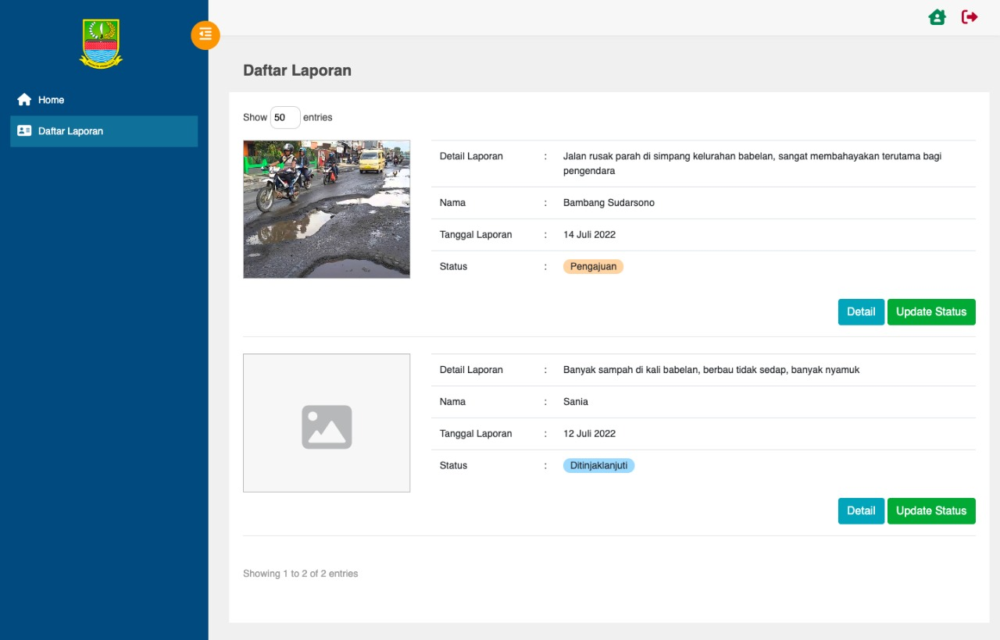 Home
Daftar Laporan
Daftar Laporan
Show 50 entries
Detail Laporan : Jalan rusak parah di simpang kelurahan babelan, sangat membahayakan terutama bagi
pengendara
Nama : Bambang Sudarsono
Tanggal Laporan : 14 Juli 2022
Status : Pengajuan
Detail Update Status
Detail Laporan : Banyak sampah di kali babelan, berbau tidak sedap, banyak nyamuk
Nama : Sania
Tanggal Laporan : 12 Juli 2022
Status : Ditinjaklanjuti
Detail Update Status
Showing 1 to 2 of 2 entries